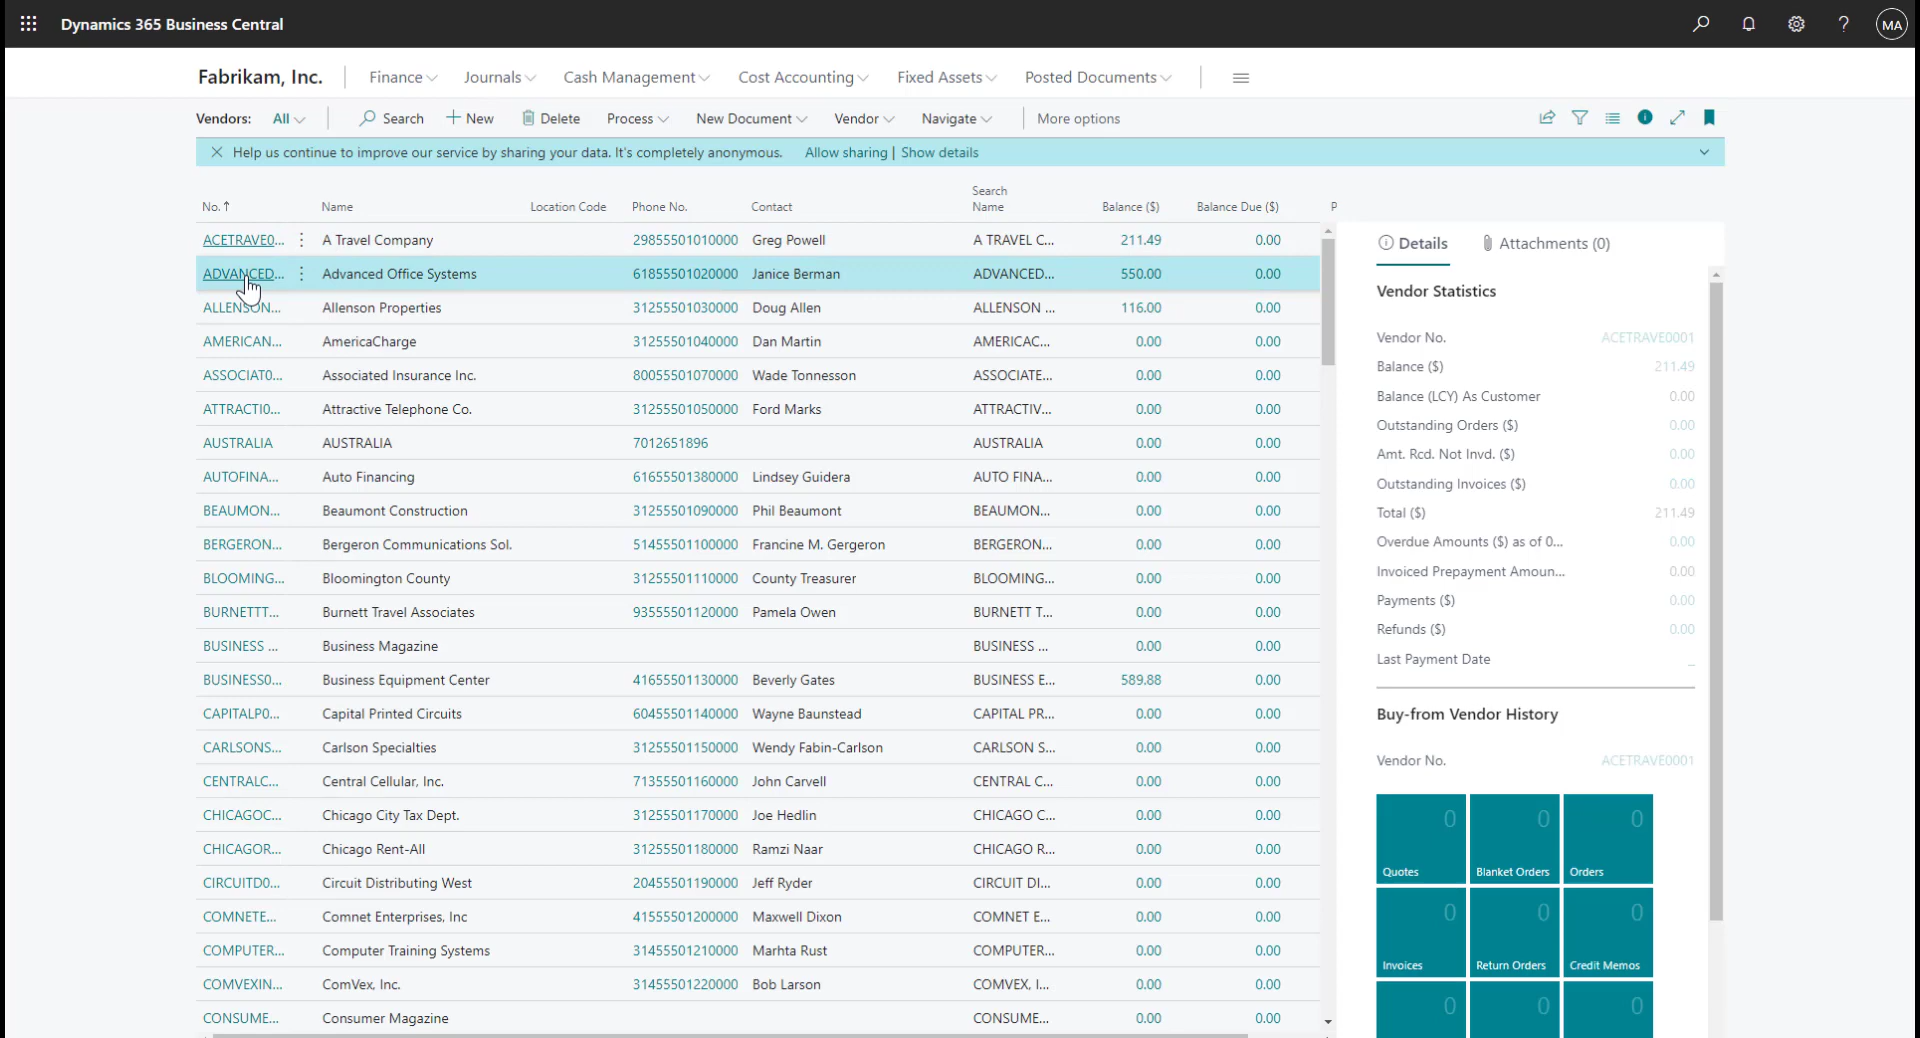 Dynamics 365 Business Central
MA
Fabrikam, Inc.
Finance
Journals
Cash Management
Cost Accounting
Fixed Assets
Posted Documents
Vendors: All
Search
New
Delete
Process
New Document
Vendor
Navigate
More options
Help us continue to improve our service by sharing your data. It's completely anonymous. Allow sharing | Show details
No. ↑ Name Location Code Phone No. Contact Search Name Balance ($) Balance Due ($) P
ACETRAVE0... A Travel Company 29855501010000 Greg Powell A TRAVEL C... 211.49 0.00
ADVANCED... Advanced Office Systems 61855501020000 Janice Berman ADVANCED... 550.00 0.00
ALLENSON... Allenson Properties 31255501030000 Doug Allen ALLENSON ... 116.00 0.00
AMERICAN... AmericaCharge 31255501040000 Dan Martin AMERICAC... 0.00 0.00
ASSOCIAT0... Associated Insurance Inc. 80055501070000 Wade Tonnesson ASSOCIATE... 0.00 0.00
ATTRACTI0... Attractive Telephone Co. 31255501050000 Ford Marks ATTRACTIV... 0.00 0.00
AUSTRALIA AUSTRALIA 7012651896 AUSTRALIA 0.00 0.00
AUTOFINA... Auto Financing 61655501380000 Lindsey Guidera AUTO FINA... 0.00 0.00
BEAUMON... Beaumont Construction 31255501090000 Phil Beaumont BEAUMON... 0.00 0.00
BERGERON... Bergeron Communications Sol. 51455501100000 Francine M. Gergeron BERGERON... 0.00 0.00
BLOOMING... Bloomington County 31255501110000 County Treasurer BLOOMING... 0.00 0.00
BURNETTT... Burnett Travel Associates 93555501120000 Pamela Owen BURNETT T... 0.00 0.00
BUSINESS ... Business Magazine BUSINESS ... 0.00 0.00
BUSINESS0... Business Equipment Center 41655501130000 Beverly Gates BUSINESS E... 589.88 0.00
CAPITALP0... Capital Printed Circuits 60455501140000 Wayne Baunstead CAPITAL PR... 0.00 0.00
CARLSONS... Carlson Specialties 31255501150000 Wendy Fabin-Carlson CARLSON S... 0.00 0.00
CENTRALC... Central Cellular, Inc. 71355501160000 John Carvell CENTRAL C... 0.00 0.00
CHICAGOC... Chicago City Tax Dept. 31255501170000 Joe Hedlin CHICAGO C... 0.00 0.00
CHICAGOR... Chicago Rent-All 31255501180000 Ramzi Naar CHICAGO R... 0.00 0.00
CIRCUITD0... Circuit Distributing West 20455501190000 Jeff Ryder CIRCUIT DI... 0.00 0.00
COMNETE... Comnet Enterprises, Inc 41555501200000 Maxwell Dixon COMNET E... 0.00 0.00
COMPUTER... Computer Training Systems 31455501210000 Marhta Rust COMPUTER... 0.00 0.00
COMVEXIN... ComVex, Inc. 31455501220000 Bob Larson COMVEX, I... 0.00 0.00
CONSUME... Consumer Magazine CONSUME... 0.00 0.00
Details
Attachments (0)
Vendor Statistics
Vendor No. ACETRAVE0001
Balance ($) 211.49
Balance (LCY) As Customer 0.00
Outstanding Orders ($) 0.00
Amt. Rcd. Not Invd. ($) 0.00
Outstanding Invoices ($) 0.00
Total ($) 211.49
Overdue Amounts ($) as of 0... 0.00
Invoiced Prepayment Amoun... 0.00
Payments ($) 0.00
Refunds ($) 0.00
Last Payment Date _
Buy-from Vendor History
Vendor No. ACETRAVE0001
0 0 0
Quotes Blanket Orders Orders
0 0 0
Invoices Return Orders Credit Memos
0 0 0